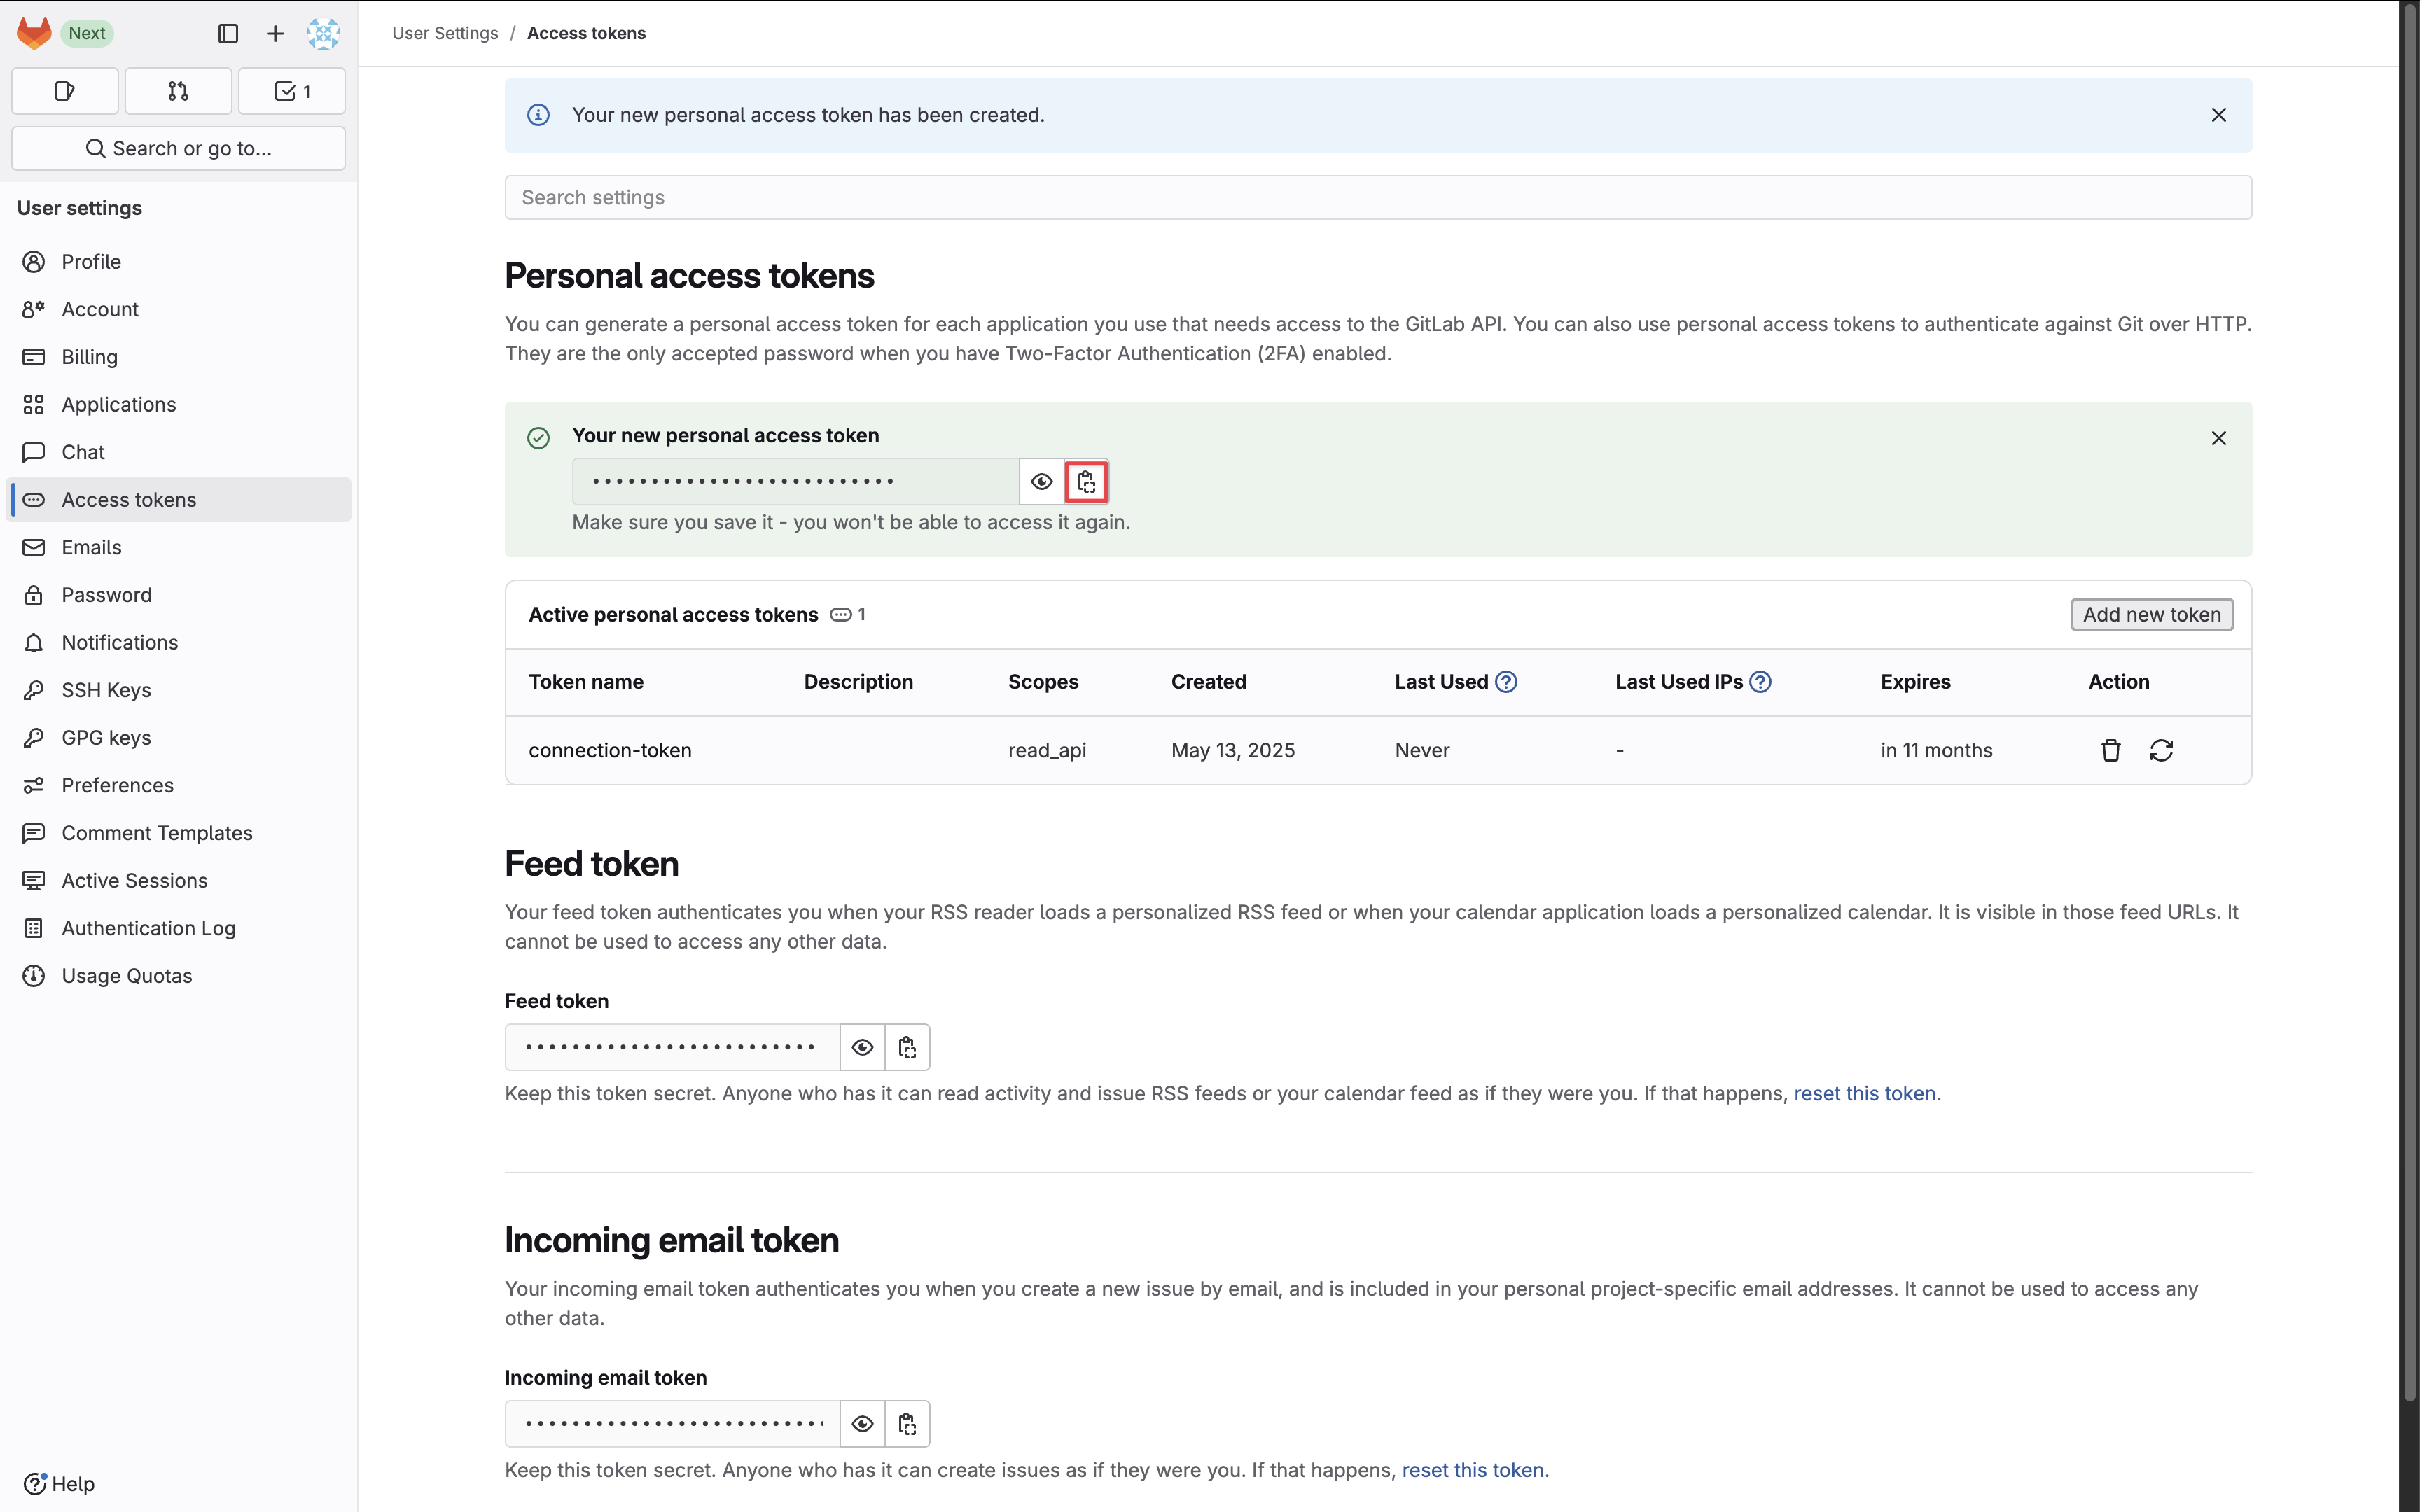 Next
1
Search or go to...
User settings
Profile
Account
Billing
Applications
Chat
Access tokens
Emails
Password
Notifications
SSH Keys
GPG keys
Preferences
Comment Templates
Active Sessions
Authentication Log
Usage Quotas
Help
User Settings / Access tokens
Your new personal access token has been created.
Search settings
Personal access tokens
You can generate a personal access token for each application you use that needs access to the GitLab API. You can also use personal access tokens to authenticate against Git over HTTP.
They are the only accepted password when you have Two-Factor Authentication (2FA) enabled.
Your new personal access token
••••••••••••••••••••••••••
Make sure you save it - you won't be able to access it again.
Active personal access tokens 1
Add new token
Token name Description Scopes Created Last Used Last Used IPs Expires Action
connection-token read_api May 13, 2025 Never - in 11 months
Feed token
Your feed token authenticates you when your RSS reader loads a personalized RSS feed or when your calendar application loads a personalized calendar. It is visible in those feed URLs. It
cannot be used to access any other data.
Feed token
•••••••••••••••••••••••••
Keep this token secret. Anyone who has it can read activity and issue RSS feeds or your calendar feed as if they were you. If that happens, reset this token.
Incoming email token
Your incoming email token authenticates you when you create a new issue by email, and is included in your personal project-specific email addresses. It cannot be used to access any
other data.
Incoming email token
••••••••••••••••••••••••••
Keep this token secret. Anyone who has it can create issues as if they were you. If that happens, reset this token.